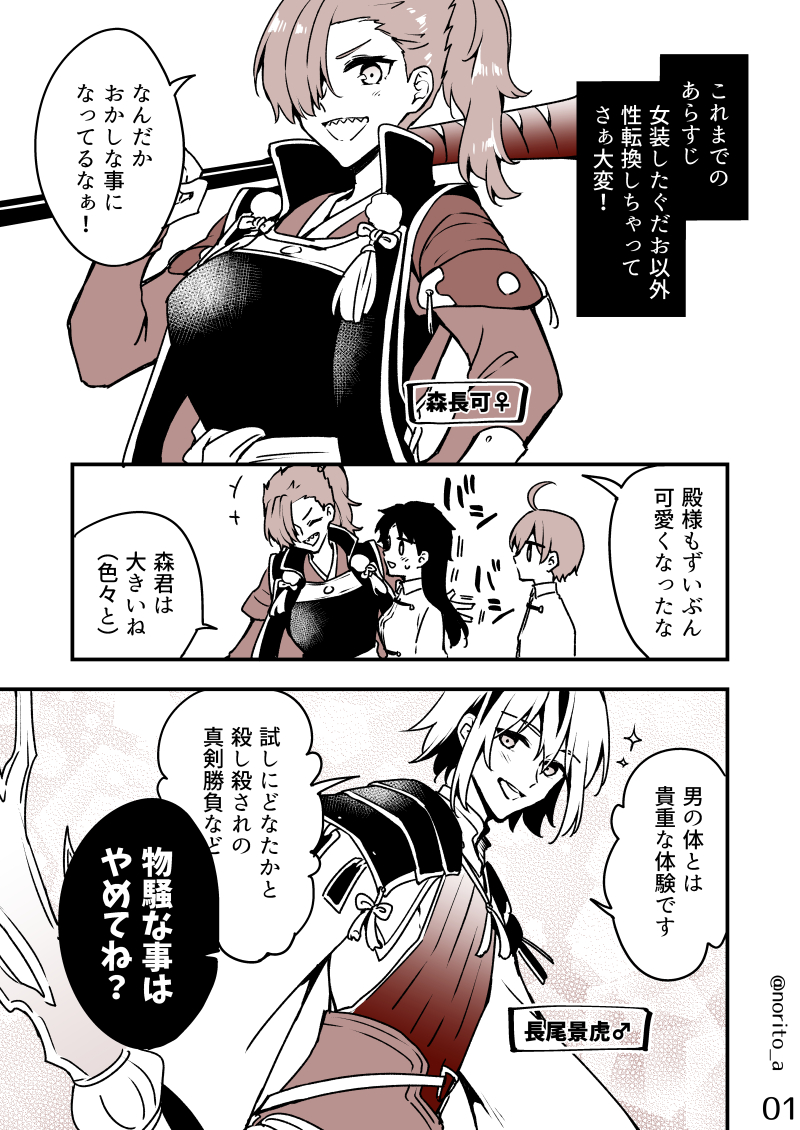 これまでの
あらすじ
女装したぐだお以外
性転換しちゃって
さぁ大変！
なんだか
おかしな事に
なってるなぁ！
森長可♀
殿様もずいぶん
可愛くなったな
バシ
バシ
森君は
大きいね
（色々と）
男の体とは
貴重な体験です
試しにどなたかと
殺し殺されの
真剣勝負など
物騒な事は
やめてね？
長尾景虎♂
@norito_a
01